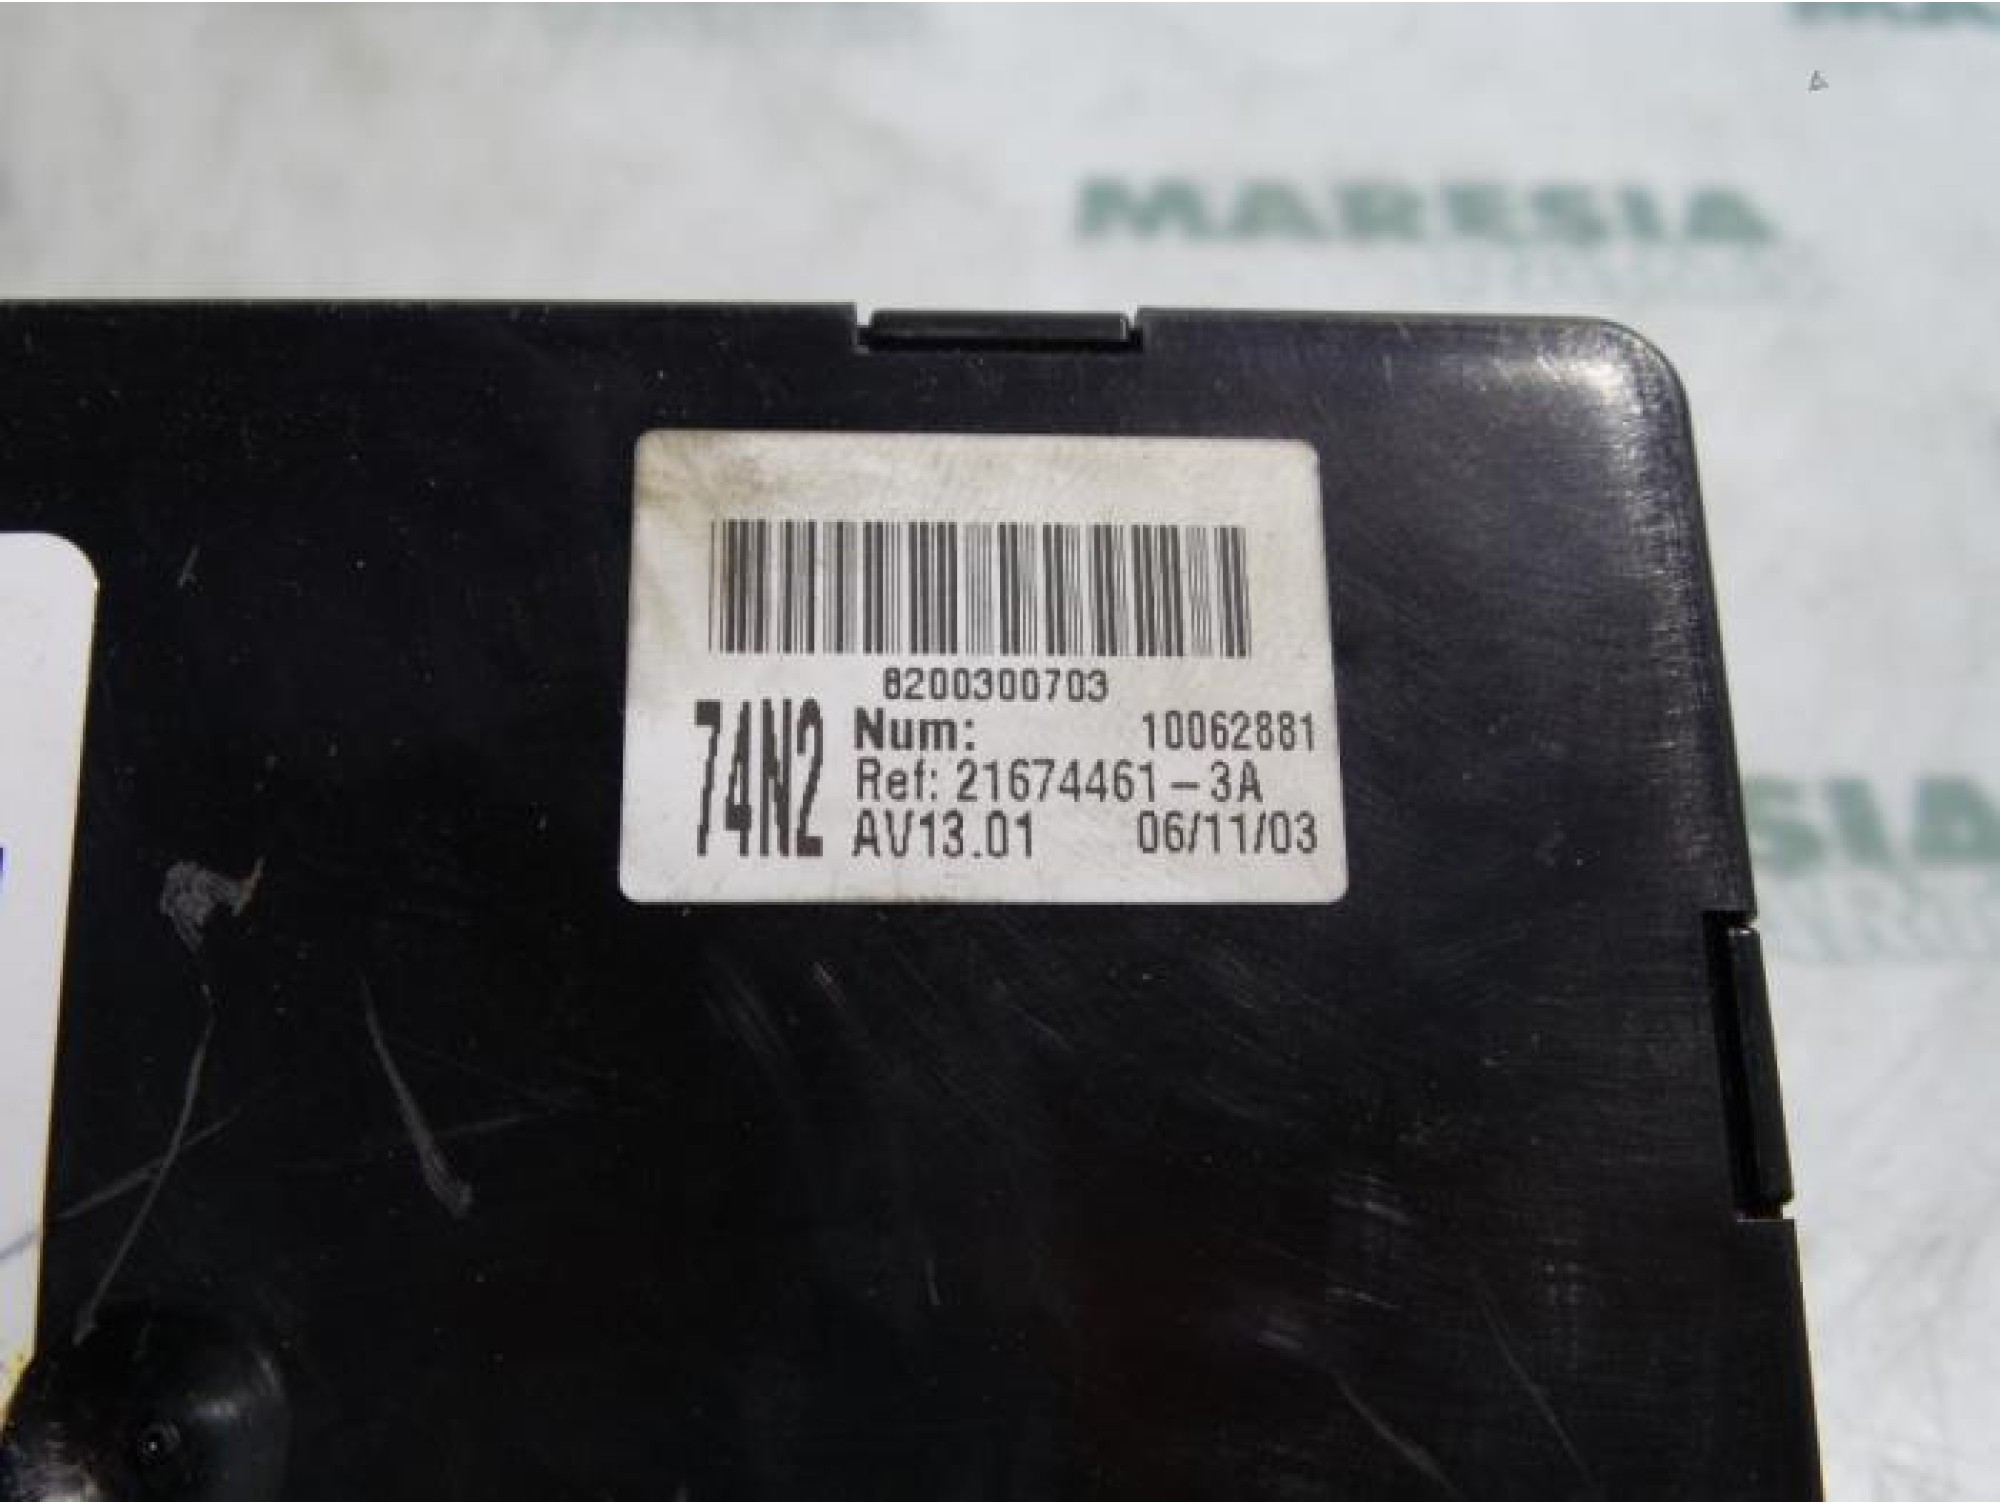 MARESIA
8200300703
74N2
Num: 10062881
Ref: 21674461-3A
AV13.01 06/11/03
SIA